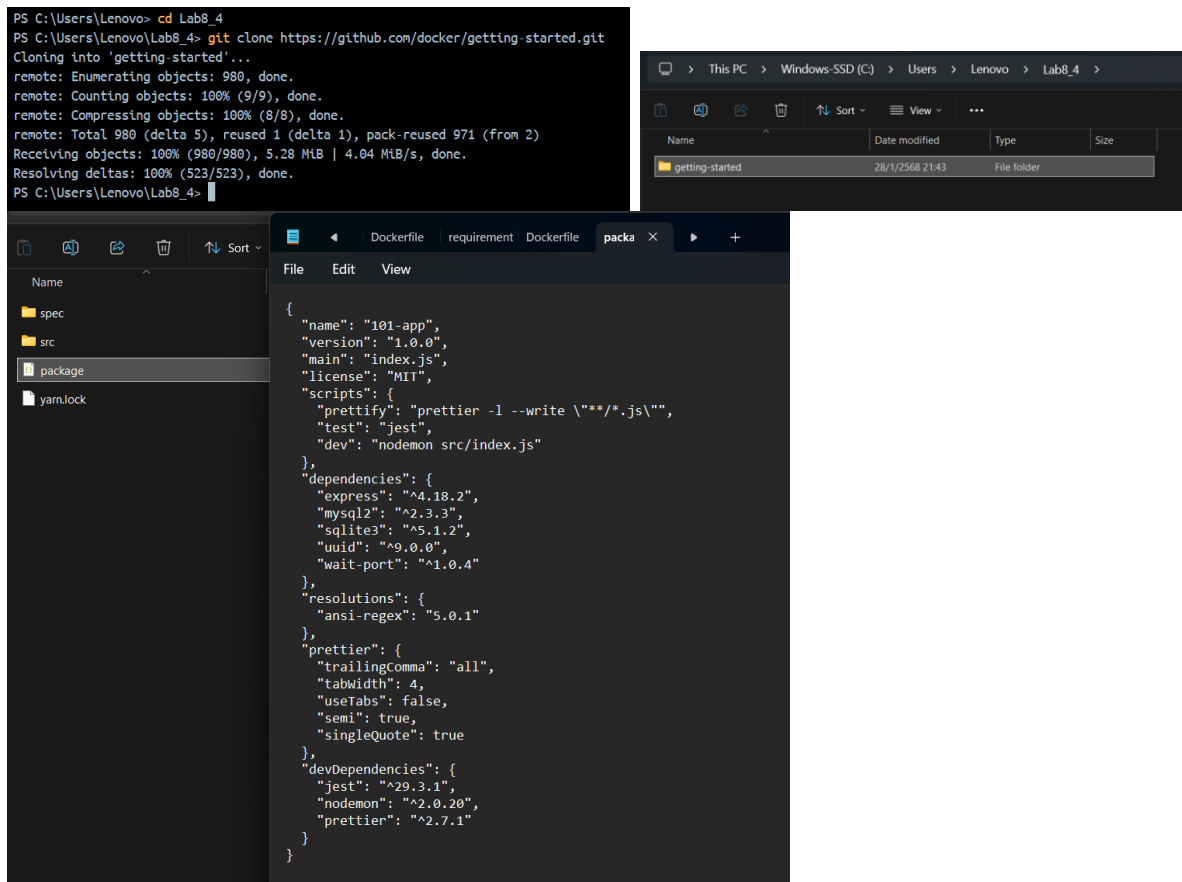 PS C:\Users\Lenovo> cd Lab8_4
PS C:\Users\Lenovo\Lab8_4> git clone https://github.com/docker/getting-started.git
Cloning into 'getting-started'...
remote: Enumerating objects: 980, done.
remote: Counting objects: 100% (9/9), done.
remote: Compressing objects: 100% (8/8), done.
remote: Total 980 (delta 5), reused 1 (delta 1), pack-reused 971 (from 2)
Receiving objects: 100% (980/980), 5.28 MiB | 4.04 MiB/s, done.
Resolving deltas: 100% (523/523), done.
PS C:\Users\Lenovo\Lab8_4>
This PC > Windows-SSD (C:) > Users > Lenovo > Lab8_4 >
Sort View ...
Name Date modified Type Size
getting-started 28/1/2568 21:43 File folder
Sort
Name
spec
src
package
yarn.lock
Dockerfile requirement Dockerfile packa
File Edit View
{
"name": "101-app",
"version": "1.0.0",
"main": "index.js",
"license": "MIT",
"scripts": {
"prettify": "prettier -l --write \"**/*.js\"",
"test": "jest",
"dev": "nodemon src/index.js"
},
"dependencies": {
"express": "^4.18.2",
"mysql2": "^2.3.3",
"sqlite3": "^5.1.2",
"uuid": "^9.0.0",
"wait-port": "^1.0.4"
},
"resolutions": {
"ansi-regex": "5.0.1"
},
"prettier": {
"trailingComma": "all",
"tabWidth": 4,
"useTabs": false,
"semi": true,
"singleQuote": true
},
"devDependencies": {
"jest": "^29.3.1",
"nodemon": "^2.0.20",
"prettier": "^2.7.1"
}
}